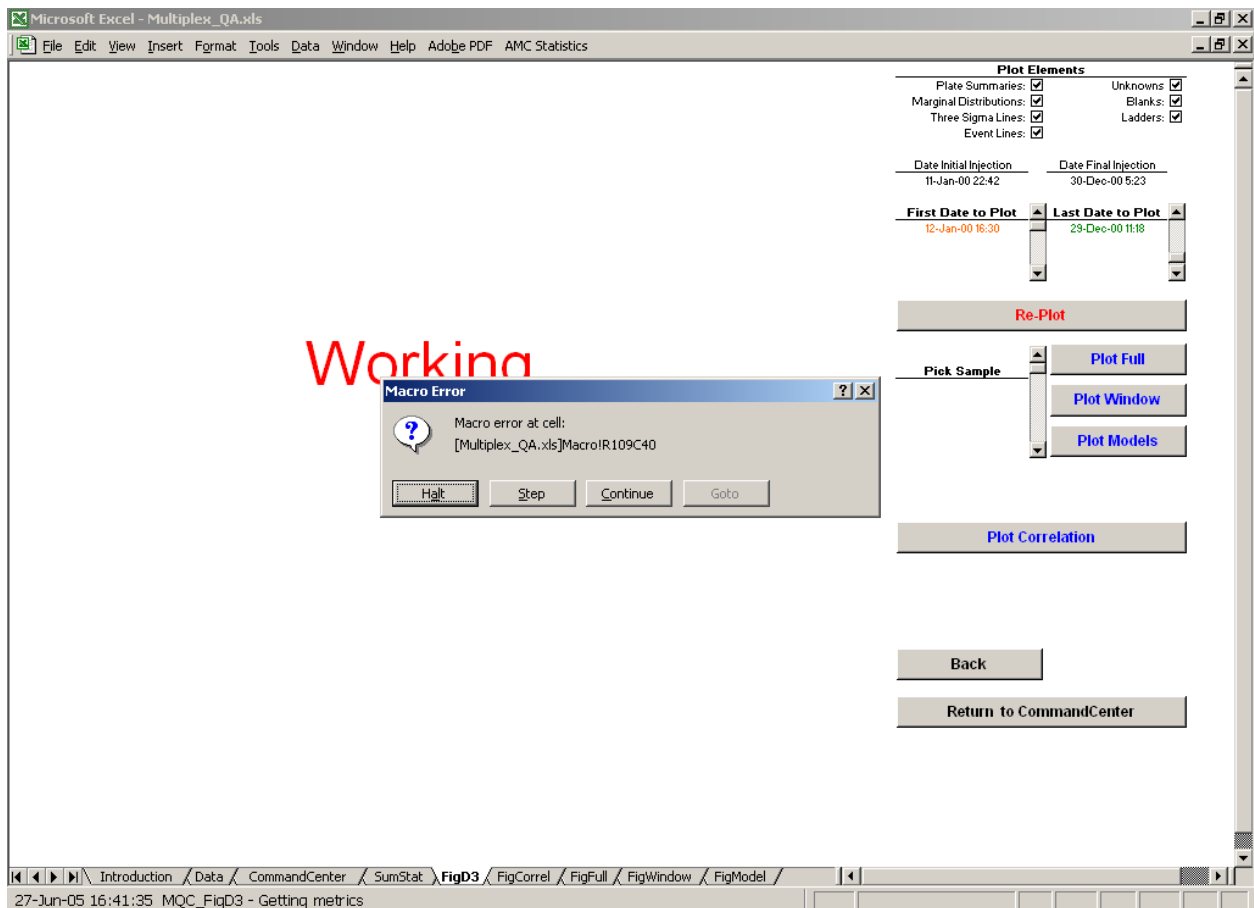 Microsoft Excel - Multiplex_QA.xls
File Edit View Insert Format Tools Data Window Help Adobe PDF AMC Statistics
Plot Elements
Plate Summaries: Unknowns
Marginal Distributions: Blanks:
Three Sigma Lines: Ladders:
Event Lines:
Date Initial Injection Date Final Injection
11-Jan-00 22:42 30-Dec-00 5:23
First Date to Plot Last Date to Plot
12-Jan-00 16:30 29-Dec-00 11:18
Re-Plot
Working
Pick Sample
Plot Full
Plot Window
Plot Models
Macro Error
Macro error at cell:
[Multiplex_QA.xls]Macro!R109C40
Halt Step Continue Goto
Plot Correlation
Back
Return to CommandCenter
Introduction Data CommandCenter SumStat FigD3 FigCorrel FigFull FigWindow FigModel
27-Jun-05 16:41:35 MQC_FigD3 - Getting metrics